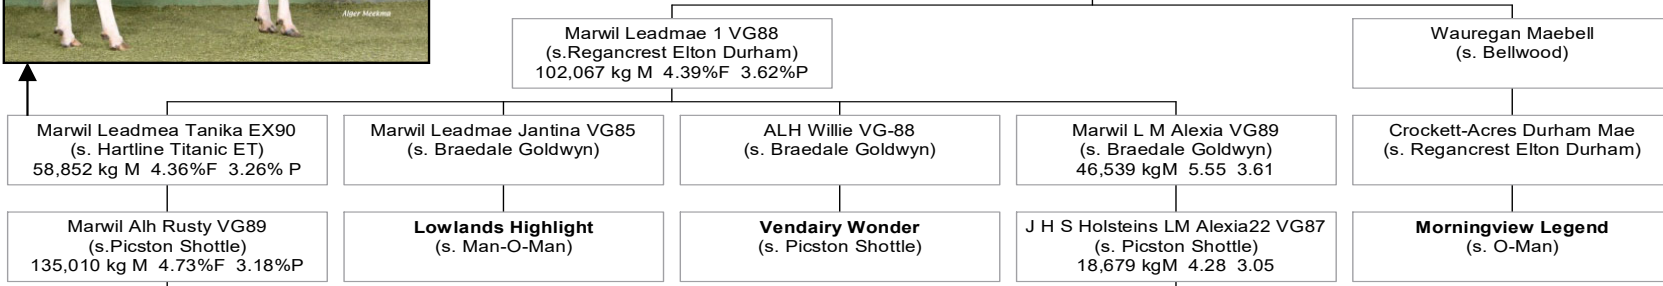 Alger Meekma
Marwil Leadmae 1 VG88
(s.Regancrest Elton Durham)
102,067 kg M 4.39%F 3.62%P
Wauregan Maebell
(s. Bellwood)
Marwil Leadmea Tanika EX90
(s. Hartline Titanic ET)
58,852 kg M 4.36%F 3.26% P
Marwil Leadmae Jantina VG85
(s. Braedale Goldwyn)
ALH Willie VG-88
(s. Braedale Goldwyn)
Marwil L M Alexia VG89
(s. Braedale Goldwyn)
46,539 kgM 5.55 3.61
Crockett-Acres Durham Mae
(s. Regancrest Elton Durham)
Marwil Alh Rusty VG89
(s.Picston Shottle)
135,010 kg M 4.73%F 3.18%P
Lowlands Highlight
(s. Man-O-Man)
Vendairy Wonder
(s. Picston Shottle)
J H S Holsteins LM Alexia22 VG87
(s. Picston Shottle)
18,679 kgM 4.28 3.05
Morningview Legend
(s. O-Man)